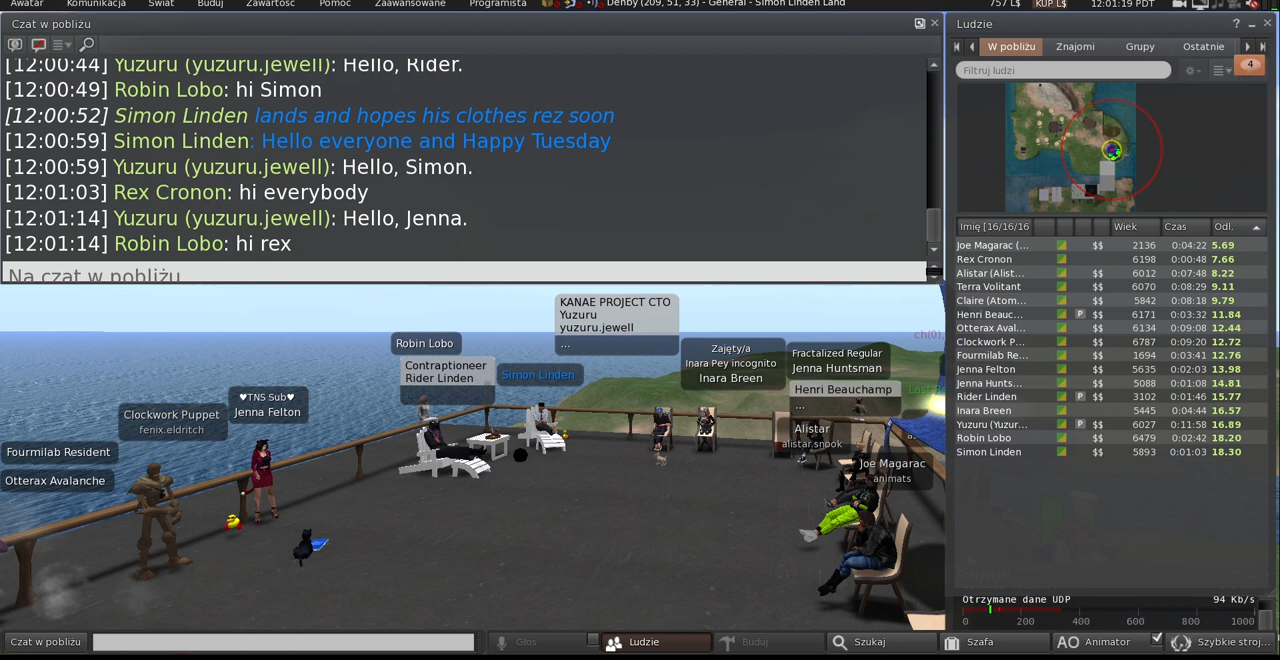 Awatar Komunikacja Świat Buduj Zawartość Pomoc Zaawansowane Programista Denby (209, 51, 33) - General - Simon Linden Land 757 L$ KUP L$ 12:01:19 PDT
Czat w pobliżu
[12:00:44] Yuzuru (yuzuru.jewell): Hello, Rider.
[12:00:49] Robin Lobo: hi Simon
[12:00:52] Simon Linden lands and hopes his clothes rez soon
[12:00:59] Simon Linden: Hello everyone and Happy Tuesday
[12:00:59] Yuzuru (yuzuru.jewell): Hello, Simon.
[12:01:03] Rex Cronon: hi everybody
[12:01:14] Yuzuru (yuzuru.jewell): Hello, Jenna.
[12:01:14] Robin Lobo: hi rex
Na czat w pobliżu
KANAE PROJECT CTO
Yuzuru
yuzuru.jewell
...
Robin Lobo
Contraptioneer
Rider Linden
Simon Linden
Zajęty/a
Inara Pey incognito
Inara Breen
ch(0);
Fractalized Regular
Jenna Huntsman
Henri Beauchamp
...
Alistar
alistar.snook
a.
Joe Magarac
animats
♥TNS Sub♥
Jenna Felton
Clockwork Puppet
fenix.eldritch
Fourmilab Resident
Otterax Avalanche
Ludzie
?
W pobliżu Znajomi Grupy Ostatnie
Filtruj ludzi
4
Imię [16/16/16 Wiek Czas Odl.
Joe Magarac (... $$ 2136 0:04:22 5.69
Rex Cronon 6198 0:00:48 7.66
Alistar (Alist... $$ 6012 0:07:48 8.22
Terra Volitant $$ 6070 0:08:29 9.11
Claire (Atom... $$ 5842 0:08:18 9.79
Henri Beauc... P $$ 6171 0:03:32 11.84
Otterax Aval... $$ 6134 0:09:08 12.44
Clockwork P... $$ 6787 0:09:20 12.72
Fourmilab Re... $$ 1694 0:03:41 12.76
Jenna Felton $$ 5635 0:02:03 13.98
Jenna Hunts... $$ 5088 0:01:08 14.81
Rider Linden P $$ 3102 0:01:46 15.77
Inara Breen 5445 0:04:44 16.57
Yuzuru (Yuzur... P $$ 6027 0:11:58 16.89
Robin Lobo $$ 6479 0:02:42 18.20
Simon Linden $$ 5893 0:01:03 18.30
Otrzymane dane UDP 94 Kb/s
0 200 400 600 800 1000
Czat w pobliżu Głos Ludzie Buduj Szukaj Szafa AO Animator Szybkie stroj...